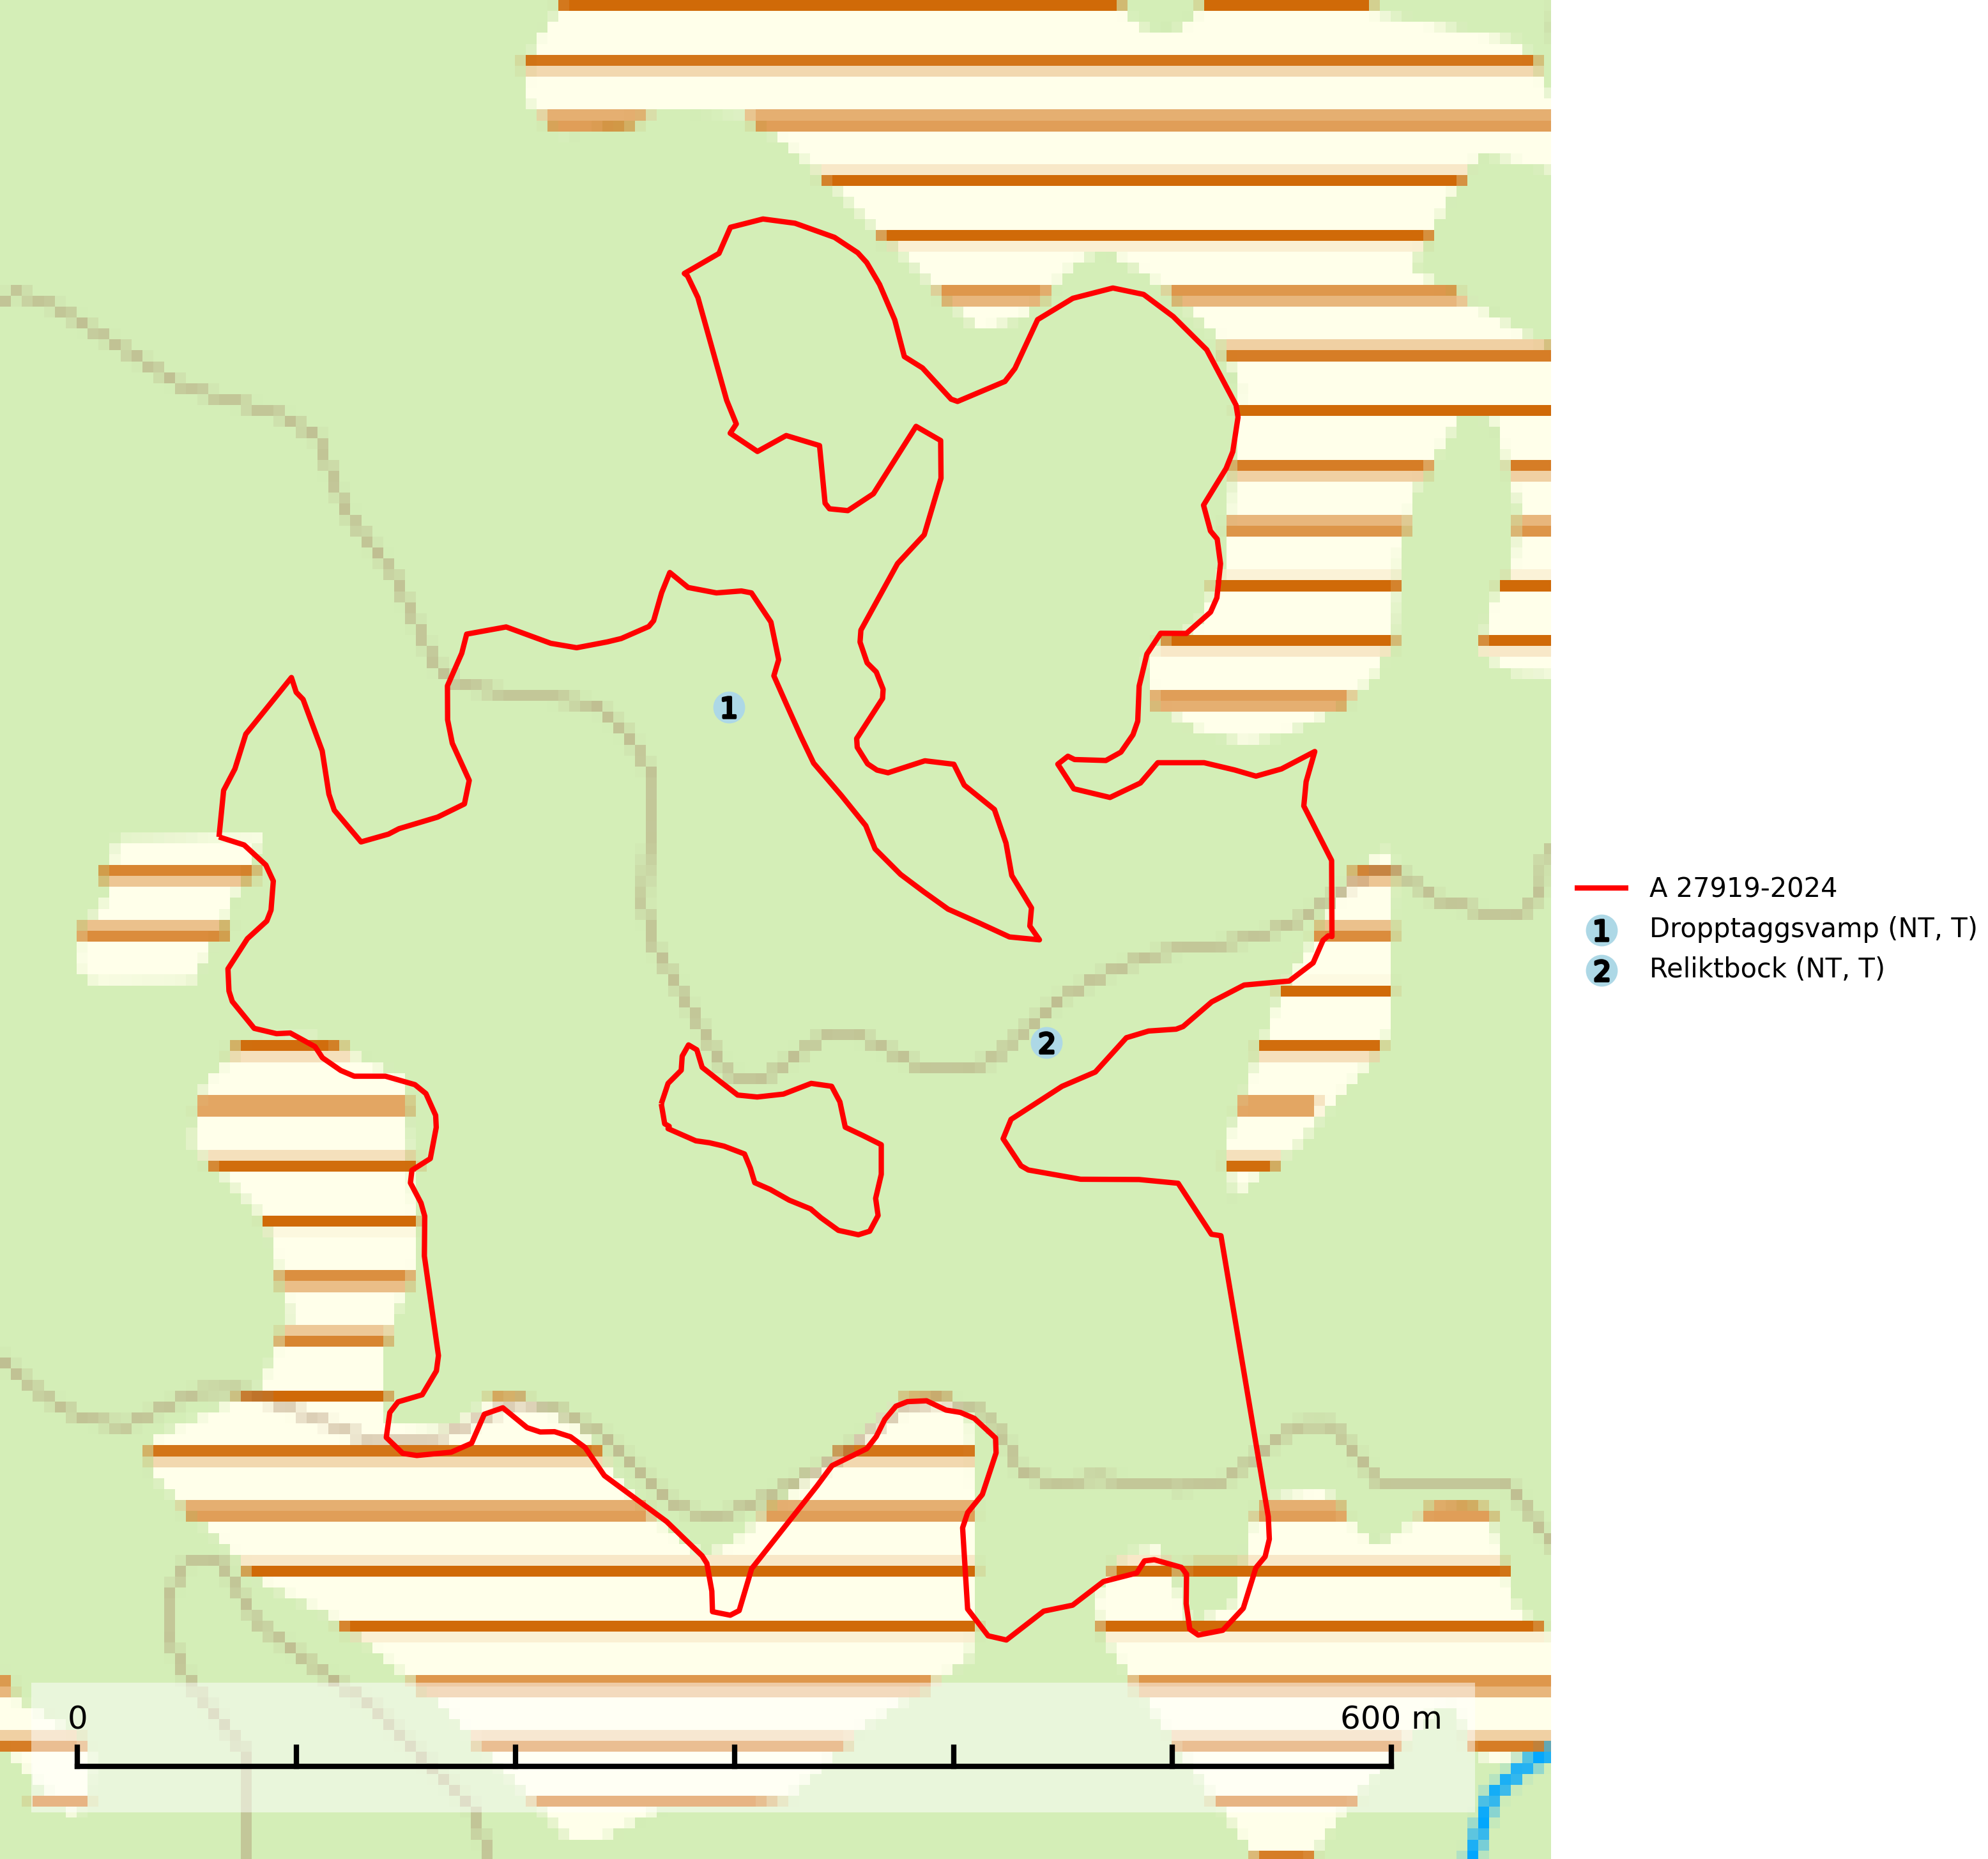 1
2
A 27919-2024
1 Dropptaggsvamp (NT, T)
2 Reliktbock (NT, T)
0 600 m